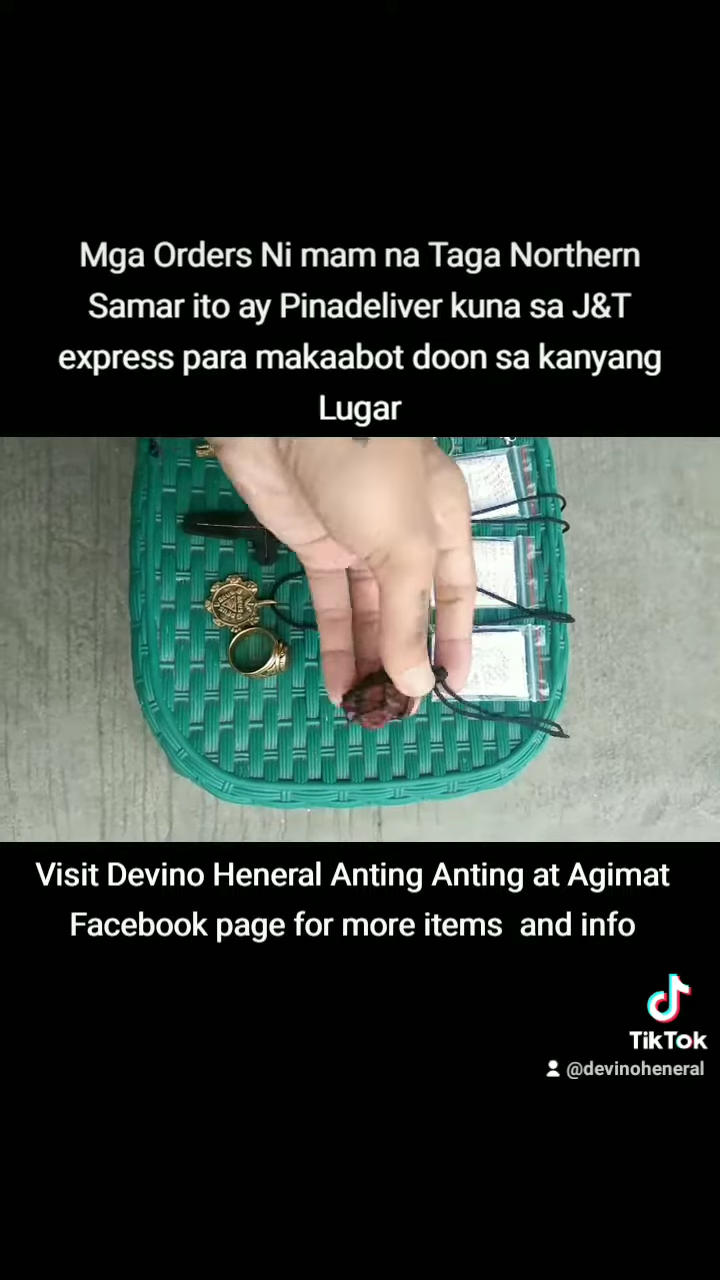 Mga Orders Ni mam na Taga Northern
Samar ito ay Pinadeliver kuna sa J&T
express para makaabot doon sa kanyang
Lugar
Visit Devino Heneral Anting Anting at Agimat
Facebook page for more items and info
TikTok
@devinoheneral